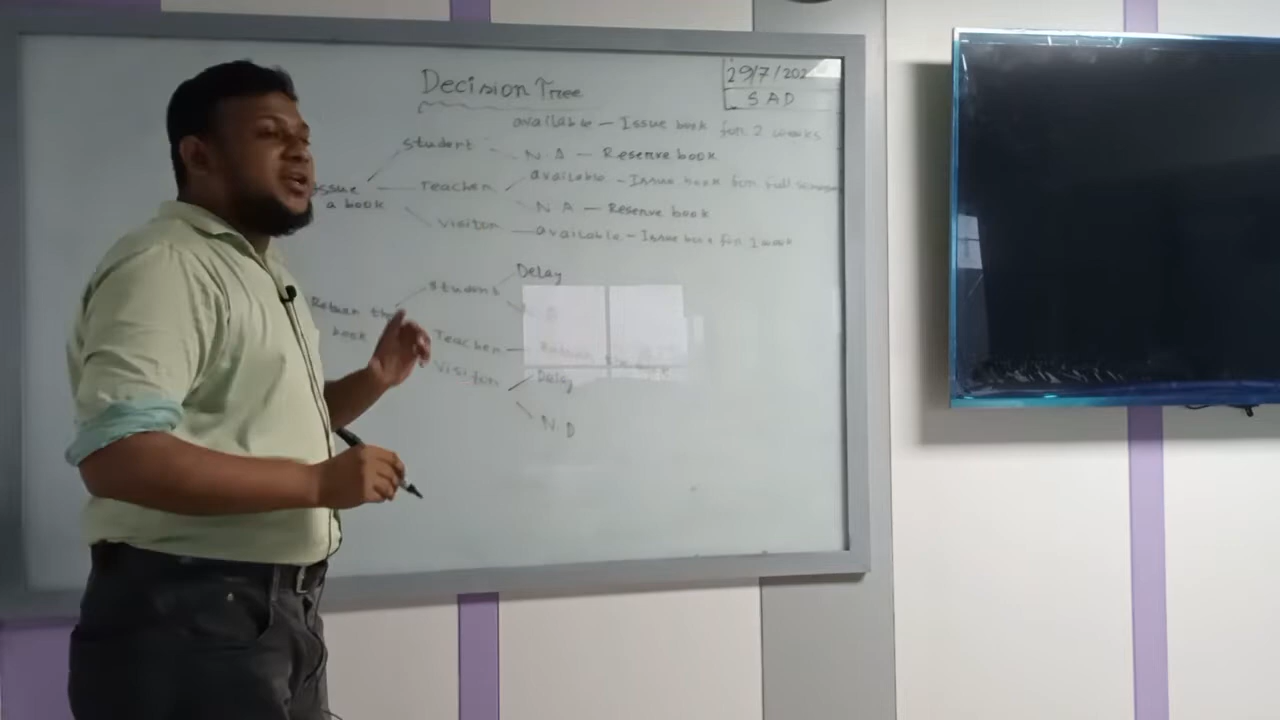 Decision Tree
29/7/202
SAD
available - Issue book for 2 weeks
student
N A - Reserve book
available - Issue book for full
Issue
a book
Teacher
N A - Reserve book
visitor
available - Issue book for 1 week
Delay
student
Return the
book
Teacher
visitor
Delay
N. D